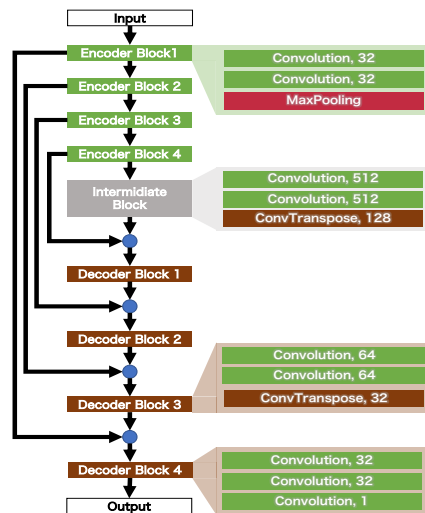 Input
Encoder Block1
Encoder Block 2
Encoder Block 3
Encoder Block 4
Intermidiate
Block
Decoder Block 1
Decoder Block 2
Decoder Block 3
Decoder Block 4
Output
Convolution, 32
Convolution, 32
MaxPooling
Convolution, 512
Convolution, 512
ConvTranspose, 128
Convolution, 64
Convolution, 64
ConvTranspose, 32
Convolution, 32
Convolution, 32
Convolution, 1